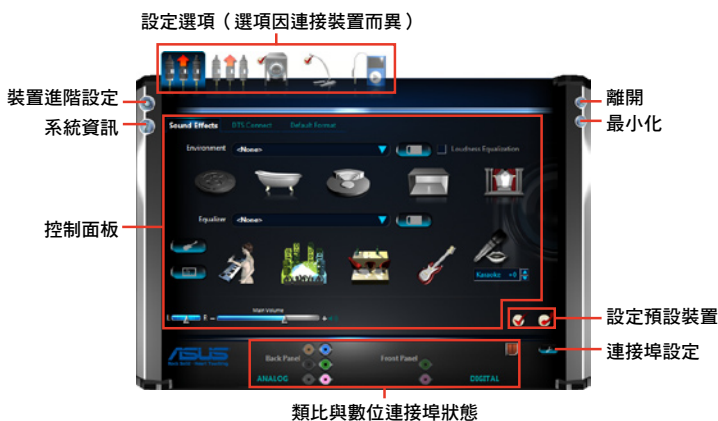 設定選項（選項因連接裝置而異）
裝置進階設定
系統資訊
離開
最小化
Sound Effects DTS Connect Default Format
Environment <None> Loudness Equalization
控制面板
Equalizer <None>
Karaoke +0
Main Volume
L R - +
設定預設裝置
連接埠設定
ASUS
Back Panel Front Panel
ANALOG DIGITAL
類比與數位連接埠狀態